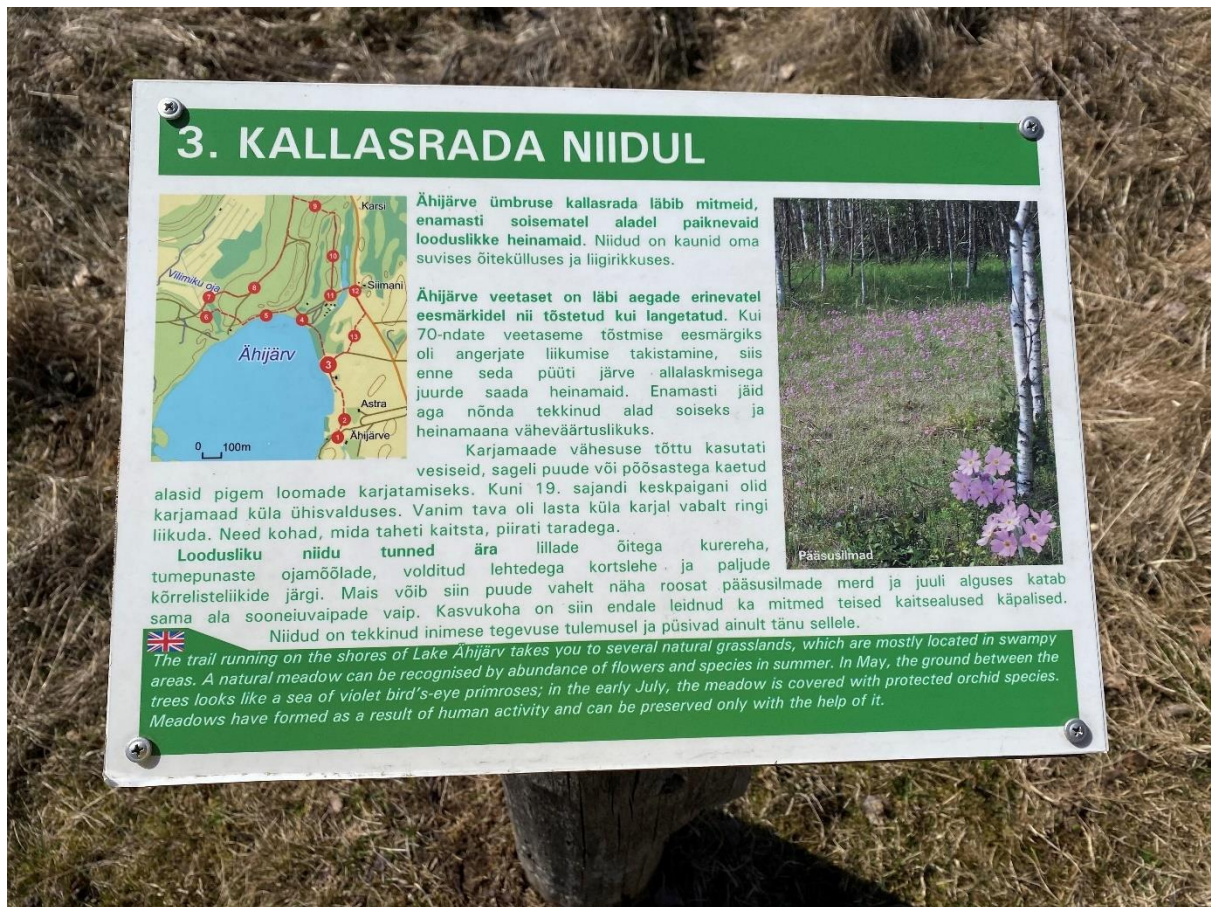 3. KALLASRADA NIIDUL
Karsi
9
10
Siimani
Vilimiku oja
8
7
11
12
6
5
4
13
Ähijärv
3
Astra
2
1
Ähijärve
0 100m
Ähijärve ümbruse kallasrada läbib mitmeid,
enamasti soisematel aladel paiknevaid
looduslikke heinamaid. Niidud on kaunid oma
suvises õitekülluses ja liigirikkuses.
Ähijärve veetaset on läbi aegade erinevatel
eesmärkidel nii tõstetud kui langetatud. Kui
70-ndate veetaseme tõstmise eesmärgiks
oli angerjate liikumise takistamine, siis
enne seda püüti järve allalaskmisega
juurde saada heinamaid. Enamasti jäid
aga nõnda tekkinud alad soiseks ja
heinamaana väheväärtuslikuks.
Karjamaade vähesuse tõttu kasutati
vesiseid, sageli puude või põõsastega kaetud
alasid pigem loomade karjatamiseks. Kuni 19. sajandi keskpaigani olid
karjamaad küla ühisvalduses. Vanim tava oli lasta küla karjal vabalt ringi
liikuda. Need kohad, mida taheti kaitsta, piirati taradega.
Loodusliku niidu tunned ära lillade õitega kurereha,
tumepunaste ojamõõlade, volditud lehtedega kortslehe ja paljude
kõrrelisteliikide järgi. Mais võib siin puude vahelt näha roosat pääsusilmade merd ja juuli alguses katab
sama ala sooneiuvaipade vaip. Kasvukoha on siin endale leidnud ka mitmed teised kaitsealused käpalised.
Niidud on tekkinud inimese tegevuse tulemusel ja püsivad ainult tänu sellele.
Pääsusilmad
The trail running on the shores of Lake Ähijärv takes you to several natural grasslands, which are mostly located in swampy
areas. A natural meadow can be recognised by abundance of flowers and species in summer. In May, the ground between the
trees looks like a sea of violet bird's-eye primroses; in the early July, the meadow is covered with protected orchid species.
Meadows have formed as a result of human activity and can be preserved only with the help of it.